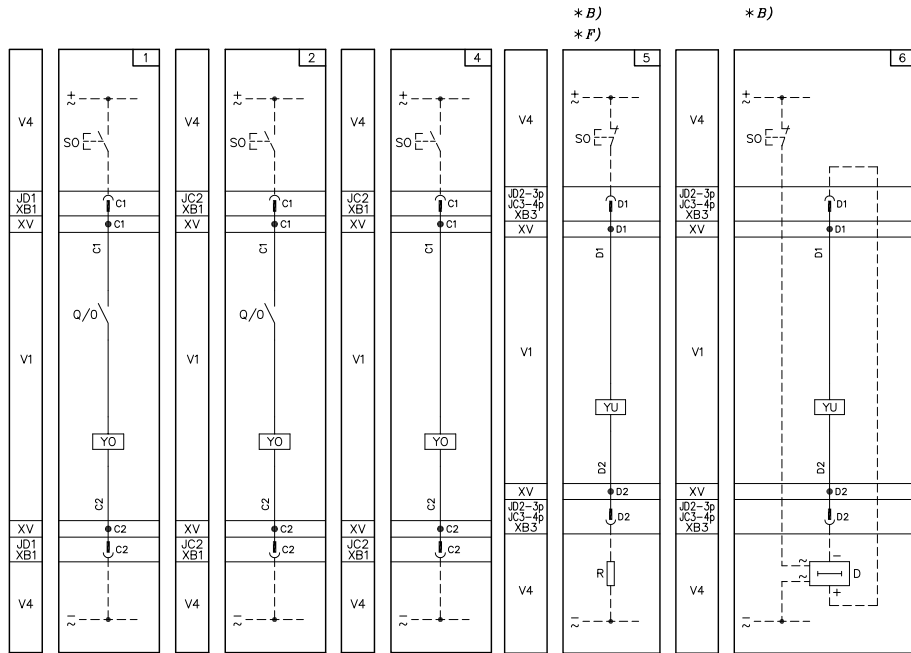 *B)
*F)
*B)
1
V4
+
~
SO
JD1
XB1
C1
XV
C1
C1
Q/O
V1
YO
C2
XV
C2
JD1
XB1
C2
V4
–
~
2
V4
+
~
SO
JC2
XB1
C1
XV
C1
C1
Q/O
V1
YO
C2
XV
C2
JC2
XB1
C2
V4
–
~
4
V4
+
~
SO
JC2
XB1
C1
XV
C1
C1
V1
YO
C2
XV
C2
JC2
XB1
C2
V4
–
~
5
V4
+
~
SO
JD2-3p
JC3-4p
XB3
D1
XV
D1
D1
V1
YU
D2
XV
D2
JD2-3p
JC3-4p
XB3
D2
R
V4
–
~
6
V4
+
~
SO
JD2-3p
JC3-4p
XB3
D1
XV
D1
D1
V1
YU
D2
XV
D2
JD2-3p
JC3-4p
XB3
D2
–
~
~
D
+
V4
–
~